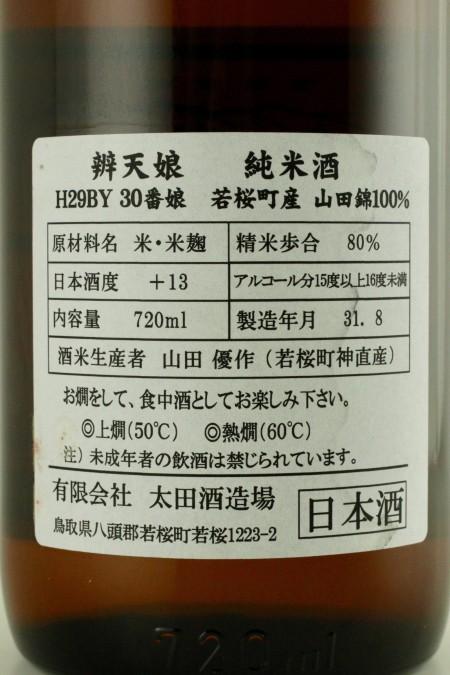 辨天娘 純米酒
H29BY 30番娘 若桜町産 山田錦100%
原材料名 米・米麹 精米歩合 80%
日本酒度 +13 アルコール分15度以上16度未満
内容量 720ml 製造年月 31. 8
酒米生産者 山田 優作（若桜町神直産）
お燗をして、食中酒としてお楽しみ下さい。
◎上燗(50℃) ◎熱燗(60℃)
注）未成年者の飲酒は禁じられています。
有限会社 太田酒造場
鳥取県八頭郡若桜町若桜1223-2
日本酒
720ml